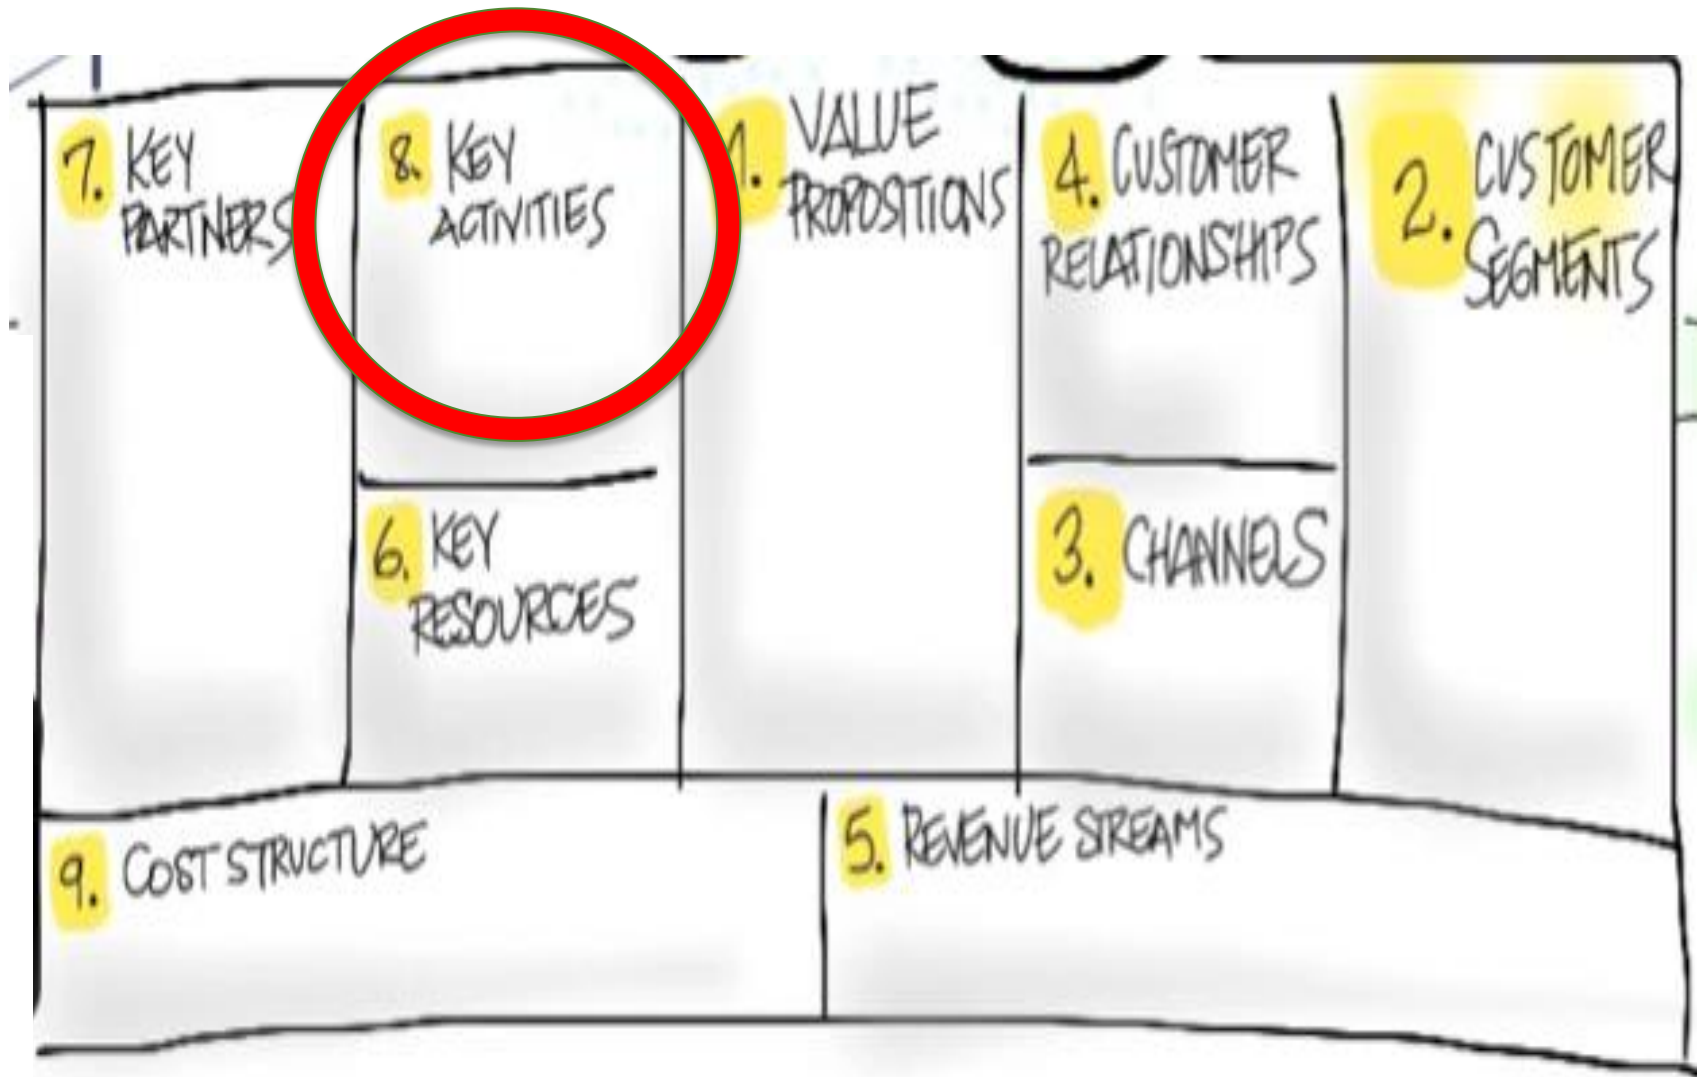 7. KEY
PARTNERS
8. KEY
ACTIVITIES
6. KEY
RESOURCES
1. VALUE
PROPOSITIONS
4. CUSTOMER
RELATIONSHIPS
3. CHANNELS
2. CUSTOMER
SEGMENTS
9. COST STRUCTURE
5. REVENUE STREAMS